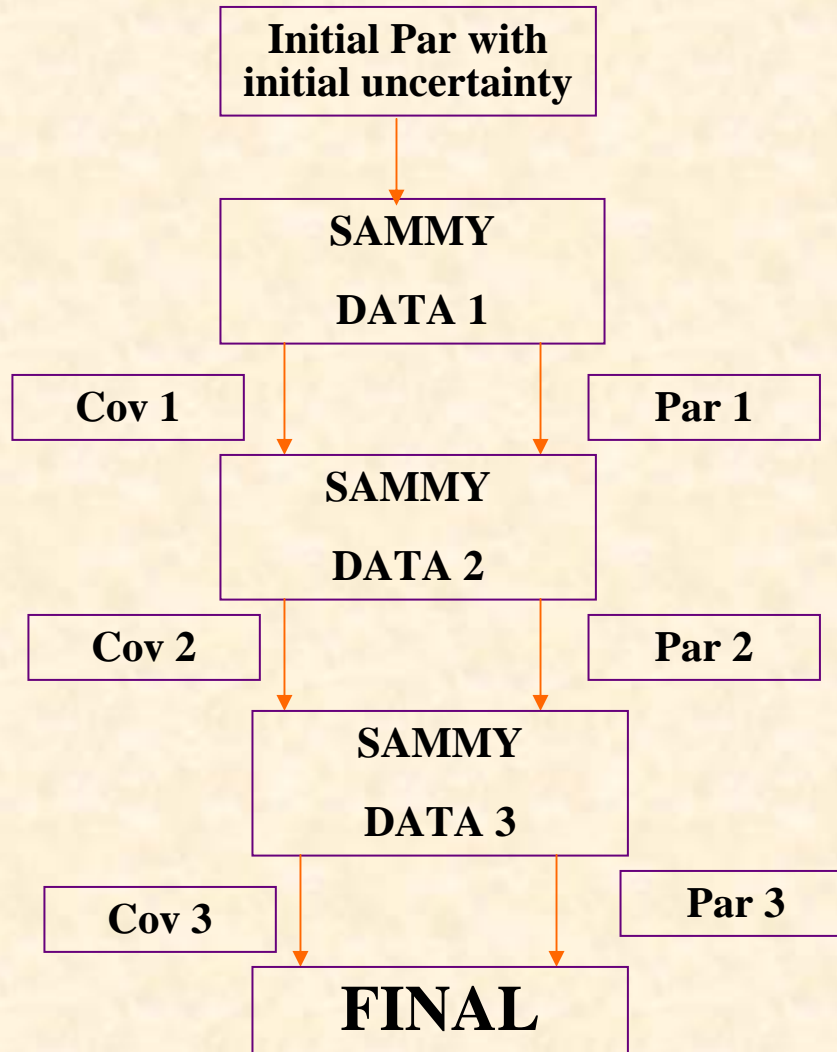 Initial Par with
initial uncertainty
SAMMY
DATA 1
Cov 1
Par 1
SAMMY
DATA 2
Cov 2
Par 2
SAMMY
DATA 3
Cov 3
Par 3
FINAL